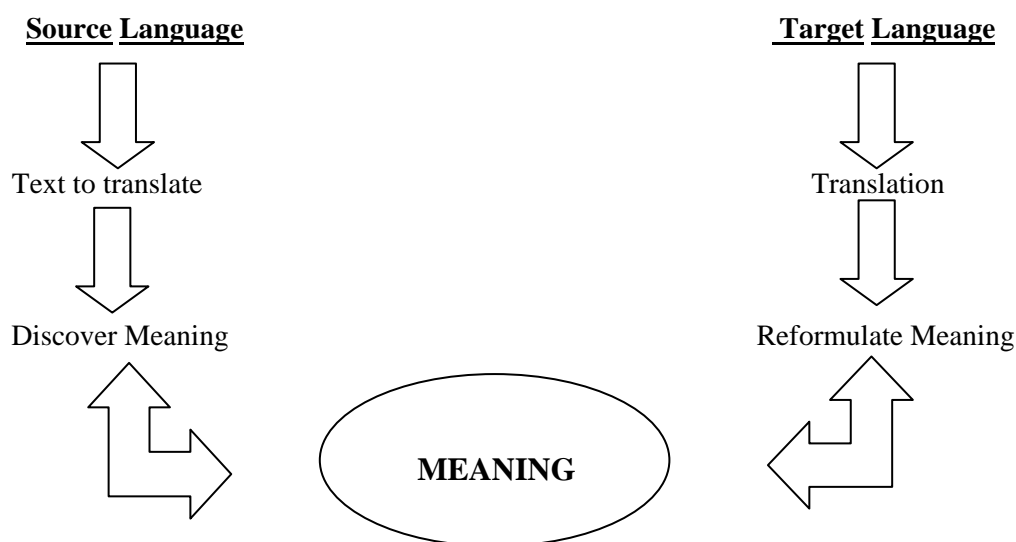 Source Language
Target Language
Text to translate
Translation
Discover Meaning
Reformulate Meaning
MEANING